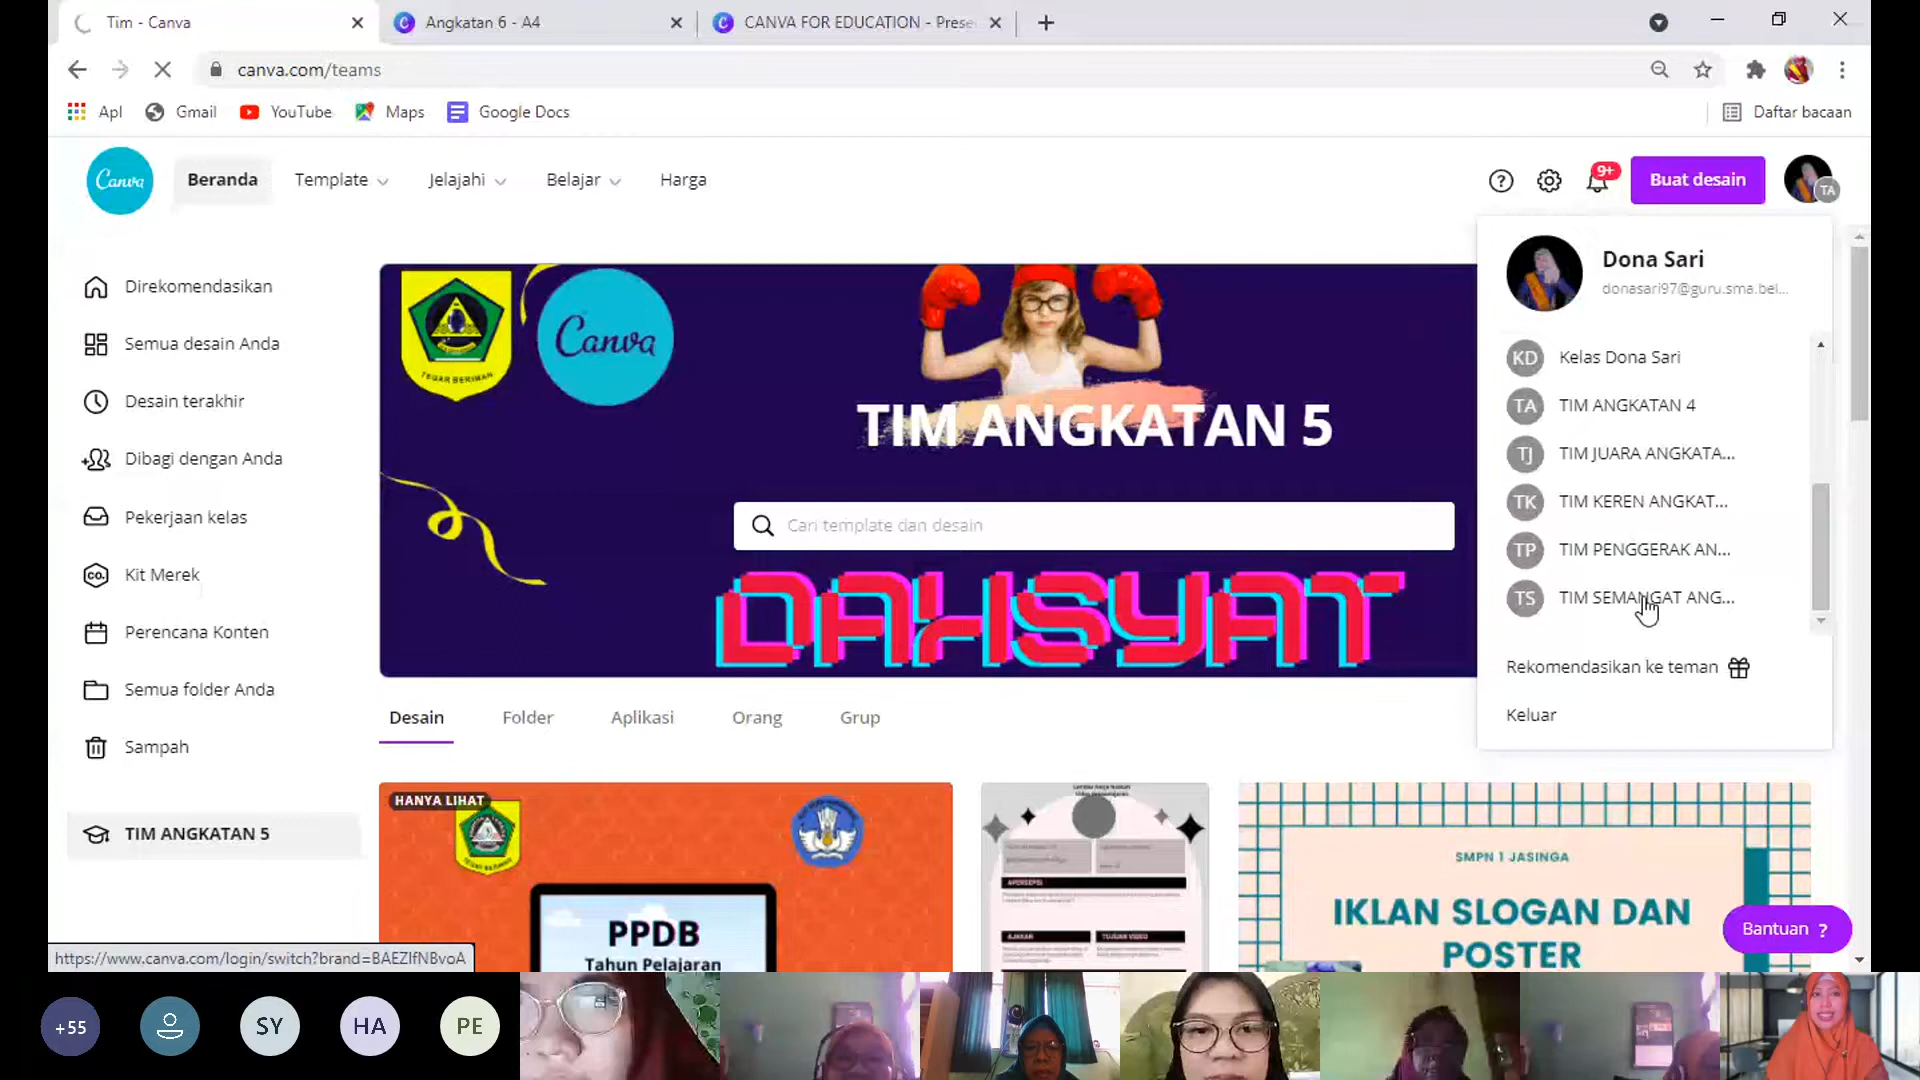 Tim - Canva
Angkatan 6 - A4
CANVA FOR EDUCATION - Prese
canva.com/teams
Apl
Gmail
YouTube
Maps
Google Docs
Daftar bacaan
Canva
Beranda
Template
Jelajahi
Belajar
Harga
9+
Buat desain
TA
Direkomendasikan
Semua desain Anda
Desain terakhir
Dibagi dengan Anda
Pekerjaan kelas
Kit Merek
Perencana Konten
Semua folder Anda
Sampah
TIM ANGKATAN 5
TEGAR BERIMAN
Canva
TIM ANGKATAN 5
Cari template dan desain
DAHSYAT
Dona Sari
donasari97@guru.sma.bel...
KD Kelas Dona Sari
TA TIM ANGKATAN 4
TJ TIM JUARA ANGKATA...
TK TIM KEREN ANGKAT...
TP TIM PENGGERAK AN...
TS TIM SEMANGAT ANG...
Rekomendasikan ke teman
Keluar
Desain
Folder
Aplikasi
Orang
Grup
HANYA LIHAT
PPDB
Tahun Pelajaran
APERSEPSI
AJAKAN
TUJUAN VIDEO
SMPN 1 JASINGA
IKLAN SLOGAN DAN
POSTER
Bantuan ?
https://www.canva.com/login/switch?brand=BAEZIfNBvoA
+55
SY
HA
PE